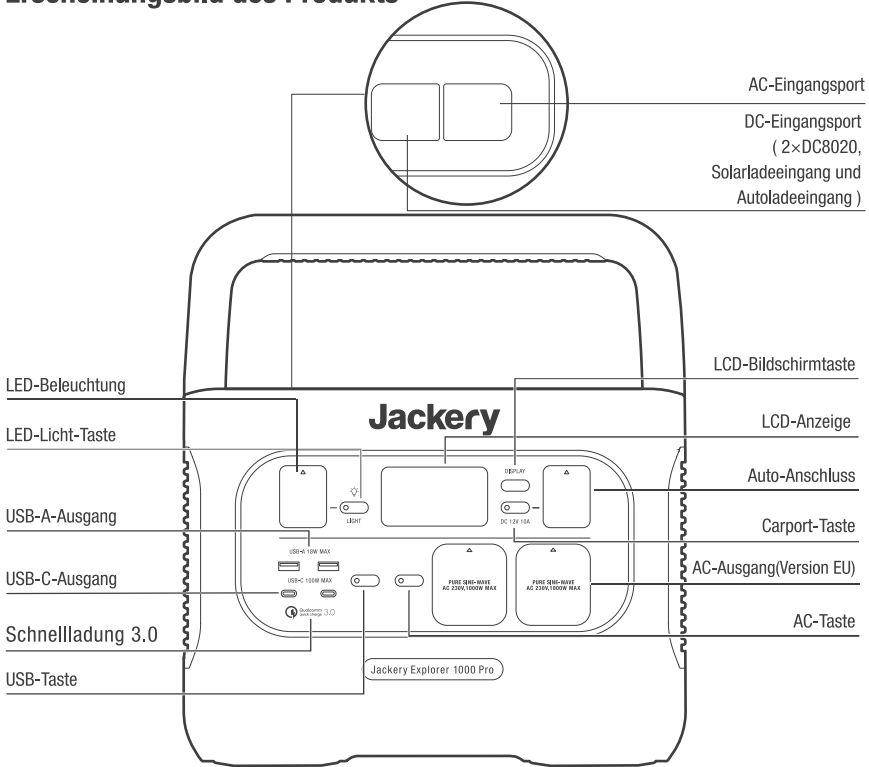 Erscheinungsbild des Produkts
AC-Eingangsport
DC-Eingangsport
( 2×DC8020,
Solarladeeingang und
Autoladeeingang )
LED-Beleuchtung
LED-Licht-Taste
USB-A-Ausgang
USB-C-Ausgang
Schnellladung 3.0
USB-Taste
LCD-Bildschirmtaste
LCD-Anzeige
Auto-Anschluss
Carport-Taste
AC-Ausgang(Version EU)
AC-Taste
Jackery
DISPLAY
LIGHT
DC 12V 10A
USB-A 18W MAX
USB-C 100W MAX
Qualcomm
quick charge 3.0
PURE SINE-WAVE
AC 230V,1000W MAX
PURE SINE-WAVE
AC 230V,1000W MAX
Jackery Explorer 1000 Pro